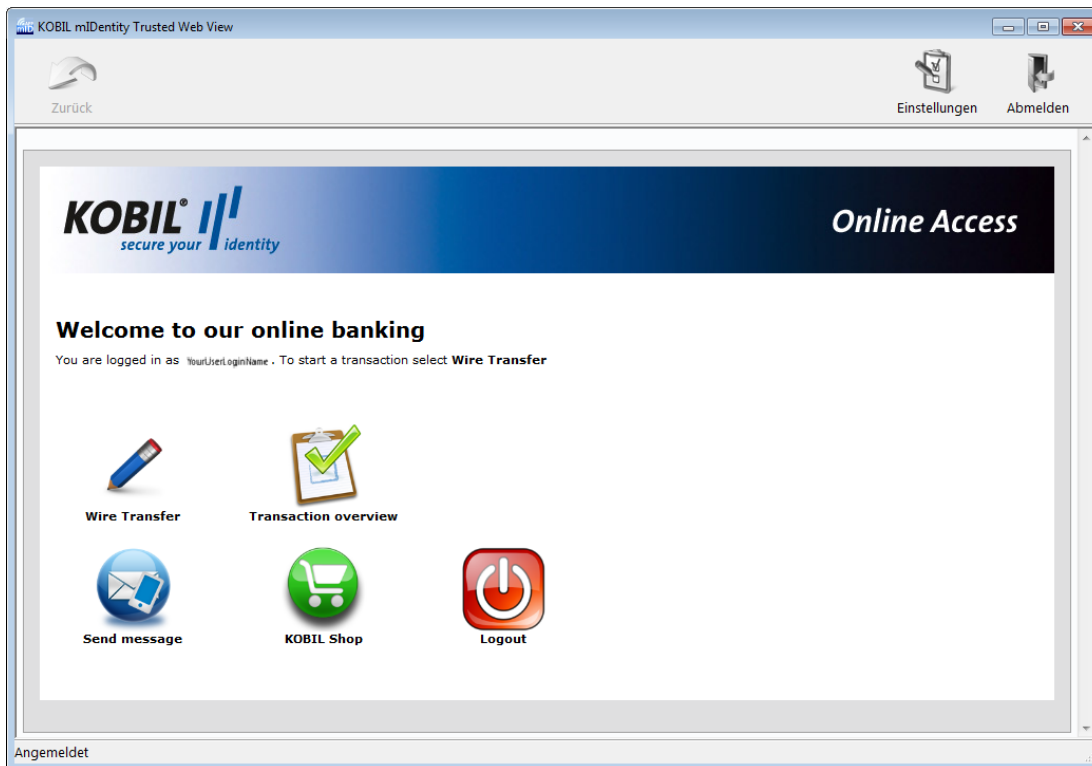 KOBIL mIDentity Trusted Web View
Zurück
Einstellungen
Abmelden
KOBIL®
secure your identity
Online Access
Welcome to our online banking
You are logged in as YourUserLoginName. To start a transaction select Wire Transfer
Wire Transfer
Transaction overview
Send message
KOBIL Shop
Logout
Angemeldet